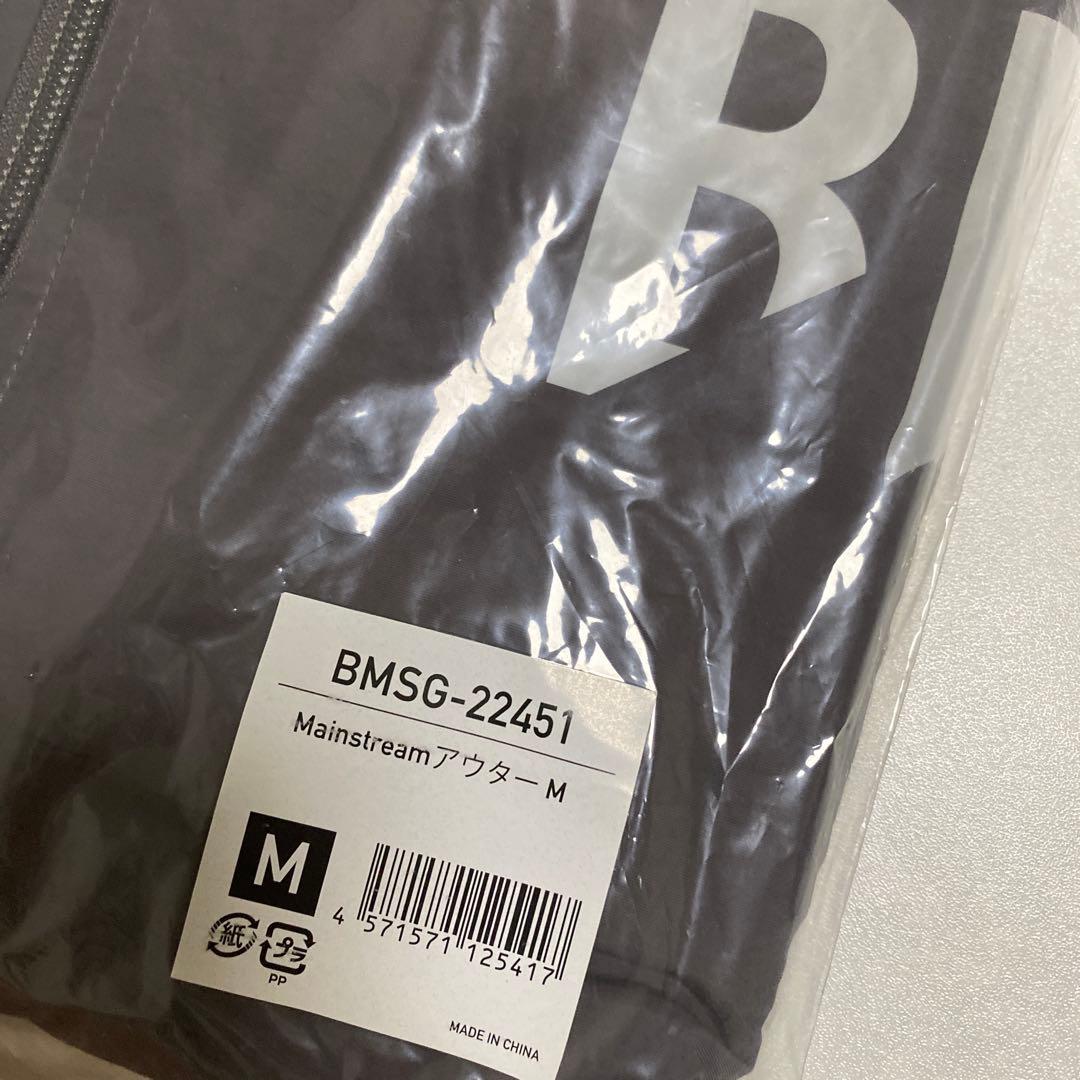 R
BMSG-22451
Mainstreamアウター M
M
4 571571 125417
紙 プラ
PP
MADE IN CHINA